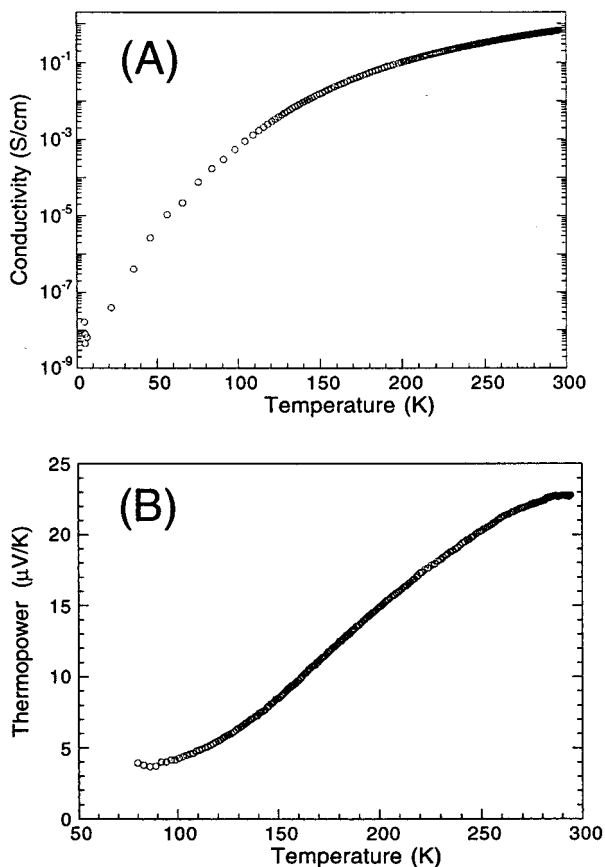 (A)
Conductivity (S/cm)
10⁻¹
10⁻³
10⁻⁵
10⁻⁷
10⁻⁹
0 50 100 150 200 250 300
Temperature (K)
(B)
Thermopower (μV/K)
25
20
15
10
5
0
50 100 150 200 250 300
Temperature (K)